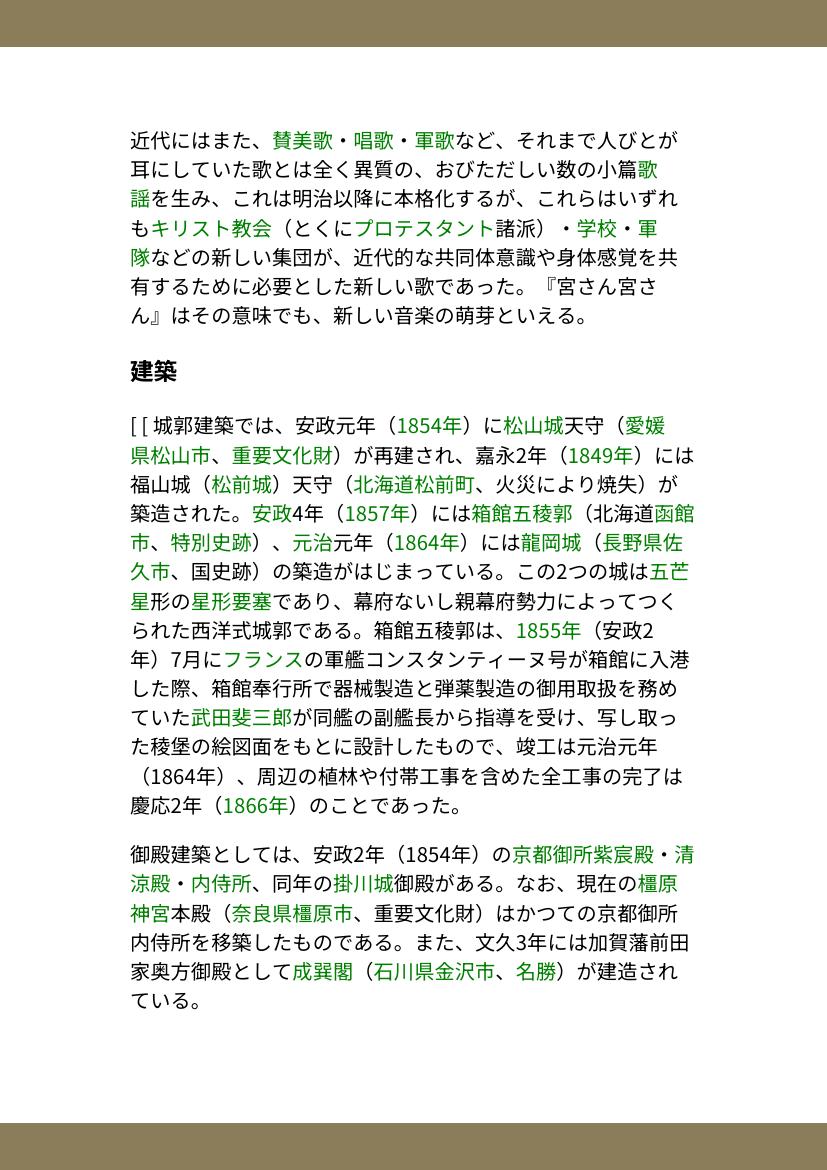 近代にはまた、賛美歌・唱歌・軍歌など、それまで人びとが
耳にしていた歌とは全く異質の、おびただしい数の小篇歌
謡を生み、これは明治以降に本格化するが、これらはいずれ
もキリスト教会（とくにプロテスタント諸派）・学校・軍
隊などの新しい集団が、近代的な共同体意識や身体感覚を共
有するために必要とした新しい歌であった。『宮さん宮さ
ん』はその意味でも、新しい音楽の萌芽といえる。
建築
[ [ 城郭建築では、安政元年（1854年）に松山城天守（愛媛
県松山市、重要文化財）が再建され、嘉永2年（1849年）には
福山城（松前城）天守（北海道松前町、火災により焼失）が
築造された。安政4年（1857年）には箱館五稜郭（北海道函館
市、特別史跡）、元治元年（1864年）には龍岡城（長野県佐
久市、国史跡）の築造がはじまっている。この2つの城は五芒
星形の星形要塞であり、幕府ないし親幕府勢力によってつく
られた西洋式城郭である。箱館五稜郭は、1855年（安政2
年）7月にフランスの軍艦コンスタンティーヌ号が箱館に入港
した際、箱館奉行所で器械製造と弾薬製造の御用取扱を務め
ていた武田斐三郎が同艦の副艦長から指導を受け、写し取っ
た稜堡の絵図面をもとに設計したもので、竣工は元治元年
（1864年）、周辺の植林や付帯工事を含めた全工事の完了は
慶応2年（1866年）のことであった。
御殿建築としては、安政2年（1854年）の京都御所紫宸殿・清
涼殿・内侍所、同年の掛川城御殿がある。なお、現在の橿原
神宮本殿（奈良県橿原市、重要文化財）はかつての京都御所
内侍所を移築したものである。また、文久3年には加賀藩前田
家奥方御殿として成巽閣（石川県金沢市、名勝）が建造され
ている。